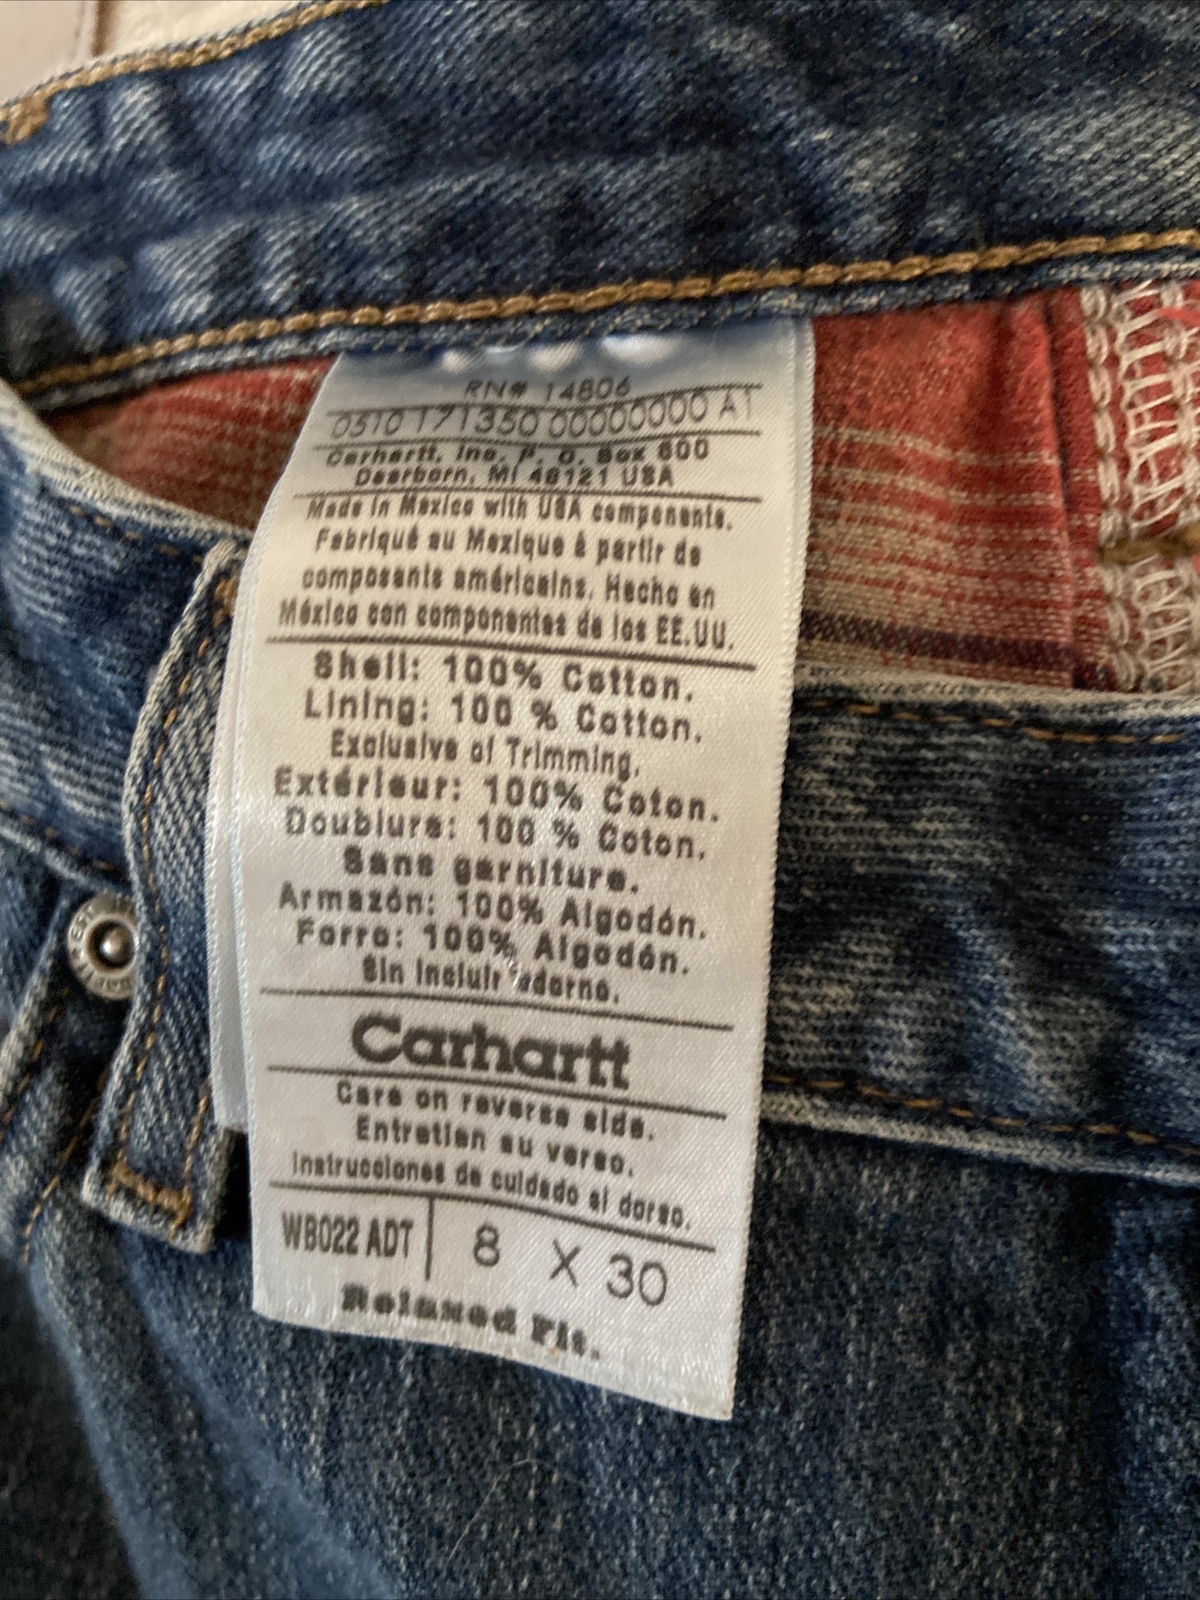 RN# 14806
0510 171350 00000000 A1
Carhartt, Inc. P. O. Box 600
Dearborn, MI 48121 USA
Made in Mexico with USA components.
Fabriqué au Mexique à partir de
composants américains. Hecho en
México con componentes de los EE.UU.
Shell: 100% Cotton.
Lining: 100 % Cotton.
Exclusive of Trimming.
Extérieur: 100% Coton.
Doublure: 100 % Coton.
Sans garniture.
Armazón: 100% Algodón.
Forro: 100% Algodón.
Sin incluir adorno.
Carhartt
Care on reverse side.
Entretien au verso.
Instrucciones de cuidado al dorso.
WB022 ADT 8 X 30
Relaxed Fit.